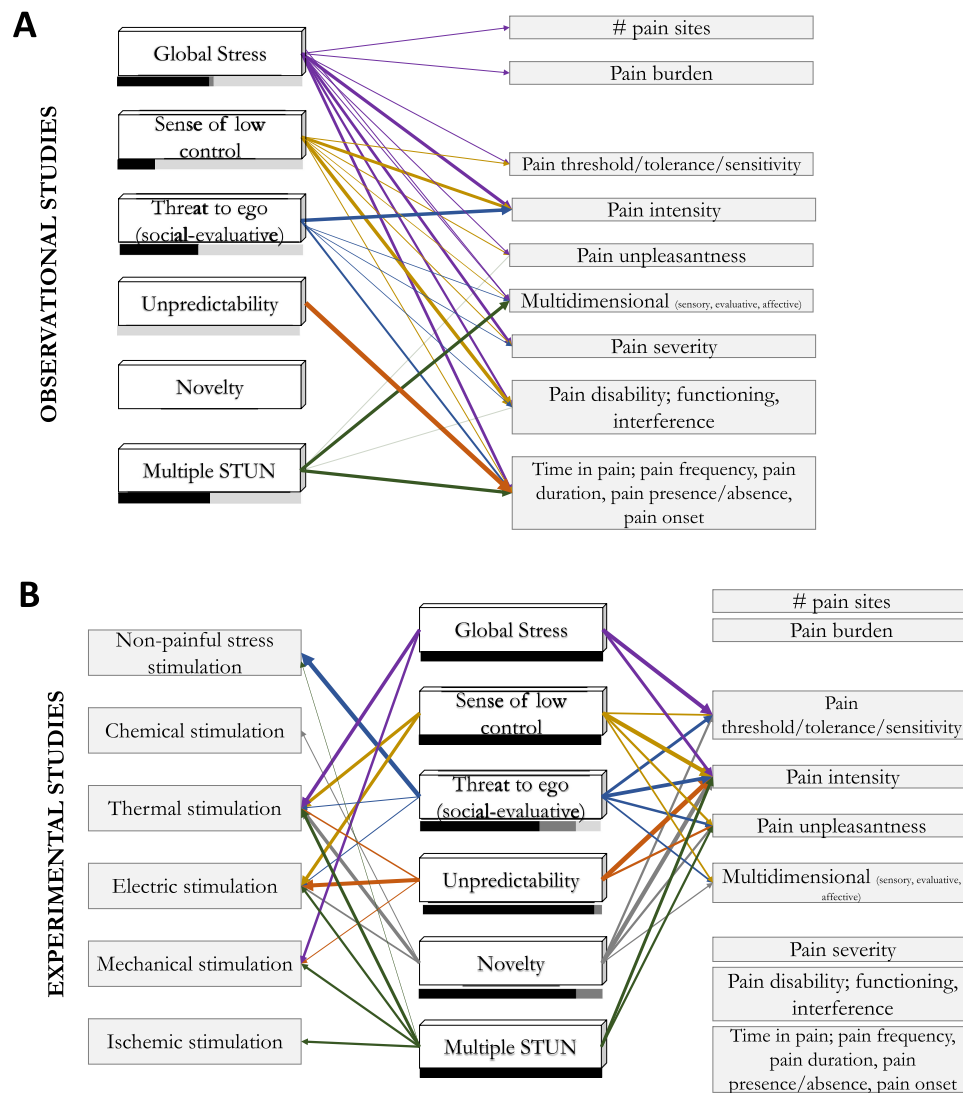 A
OBSERVATIONAL STUDIES
Global Stress
Sense of low
control
Threat to ego
(social-evaluative)
Unpredictability
Novelty
Multiple STUN
# pain sites
Pain burden
Pain threshold/tolerance/sensitivity
Pain intensity
Pain unpleasantness
Multidimensional (sensory, evaluative, affective)
Pain severity
Pain disability; functioning,
interference
Time in pain; pain frequency, pain
duration, pain presence/absence,
pain onset
B
EXPERIMENTAL STUDIES
Non-painful stress
stimulation
Chemical stimulation
Thermal stimulation
Electric stimulation
Mechanical stimulation
Ischemic stimulation
Global Stress
Sense of low
control
Threat to ego
(social-evaluative)
Unpredictability
Novelty
Multiple STUN
# pain sites
Pain burden
Pain
threshold/tolerance/sensitivity
Pain intensity
Pain unpleasantness
Multidimensional (sensory, evaluative,
affective)
Pain severity
Pain disability; functioning,
interference
Time in pain; pain frequency,
pain duration, pain
presence/absence, pain onset